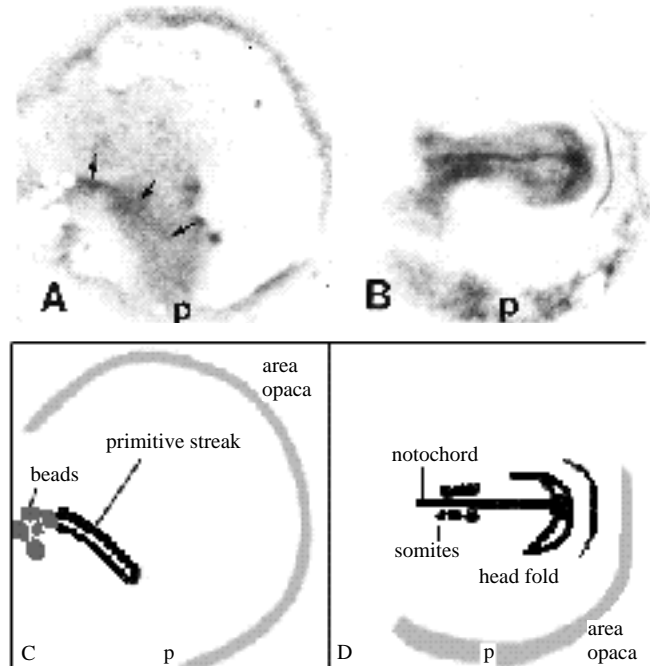 A
p
B
p
area
opaca
primitive streak
beads
C
p
notochord
somites
head fold
area
opaca
D
p